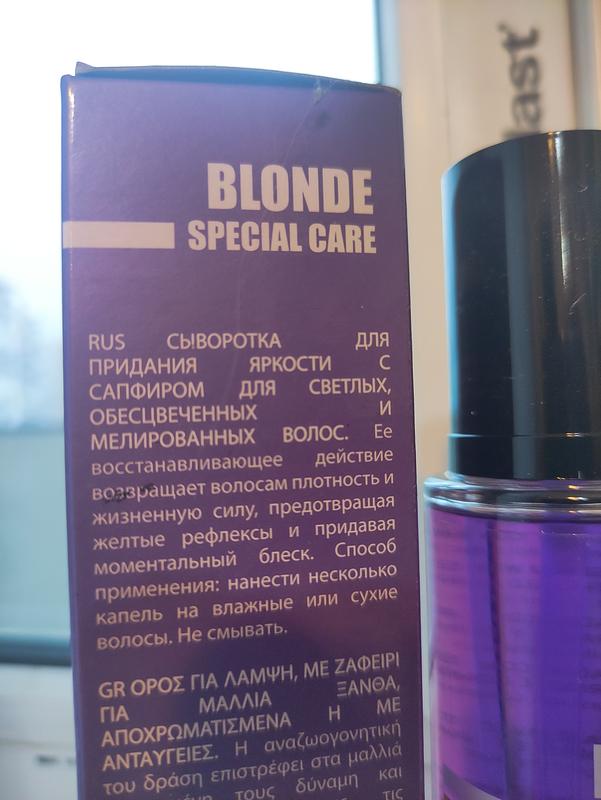 BLONDE
SPECIAL CARE
RUS СЫВОРОТКА ДЛЯ
ПРИДАНИЯ ЯРКОСТИ С
САПФИРОМ ДЛЯ СВЕТЛЫХ,
ОБЕСЦВЕЧЕННЫХ И
МЕЛИРОВАННЫХ ВОЛОС. Ее
восстанавливающее действие
возвращает волосам плотность и
жизненную силу, предотвращая
желтые рефлексы и придавая
моментальный блеск. Способ
применения: нанести несколько
капель на влажные или сухие
волосы. Не смывать.
GR ΟΡΟΣ ΓΙΑ ΛΑΜΨΗ, ΜΕ ΖΑΦΕΙΡΙ
ΓΙΑ ΜΑΛΛΙΑ ΞΑΝΘΑ,
ΑΠΟΧΡΩΜΑΤΙΣΜΕΝΑ Η ΜΕ
ΑΝΤΑΥΓΕΙΕΣ. Η αναζωογονητική
του δράση επιστρέφει στα μαλλιά
τους δύναμη και
τις
last